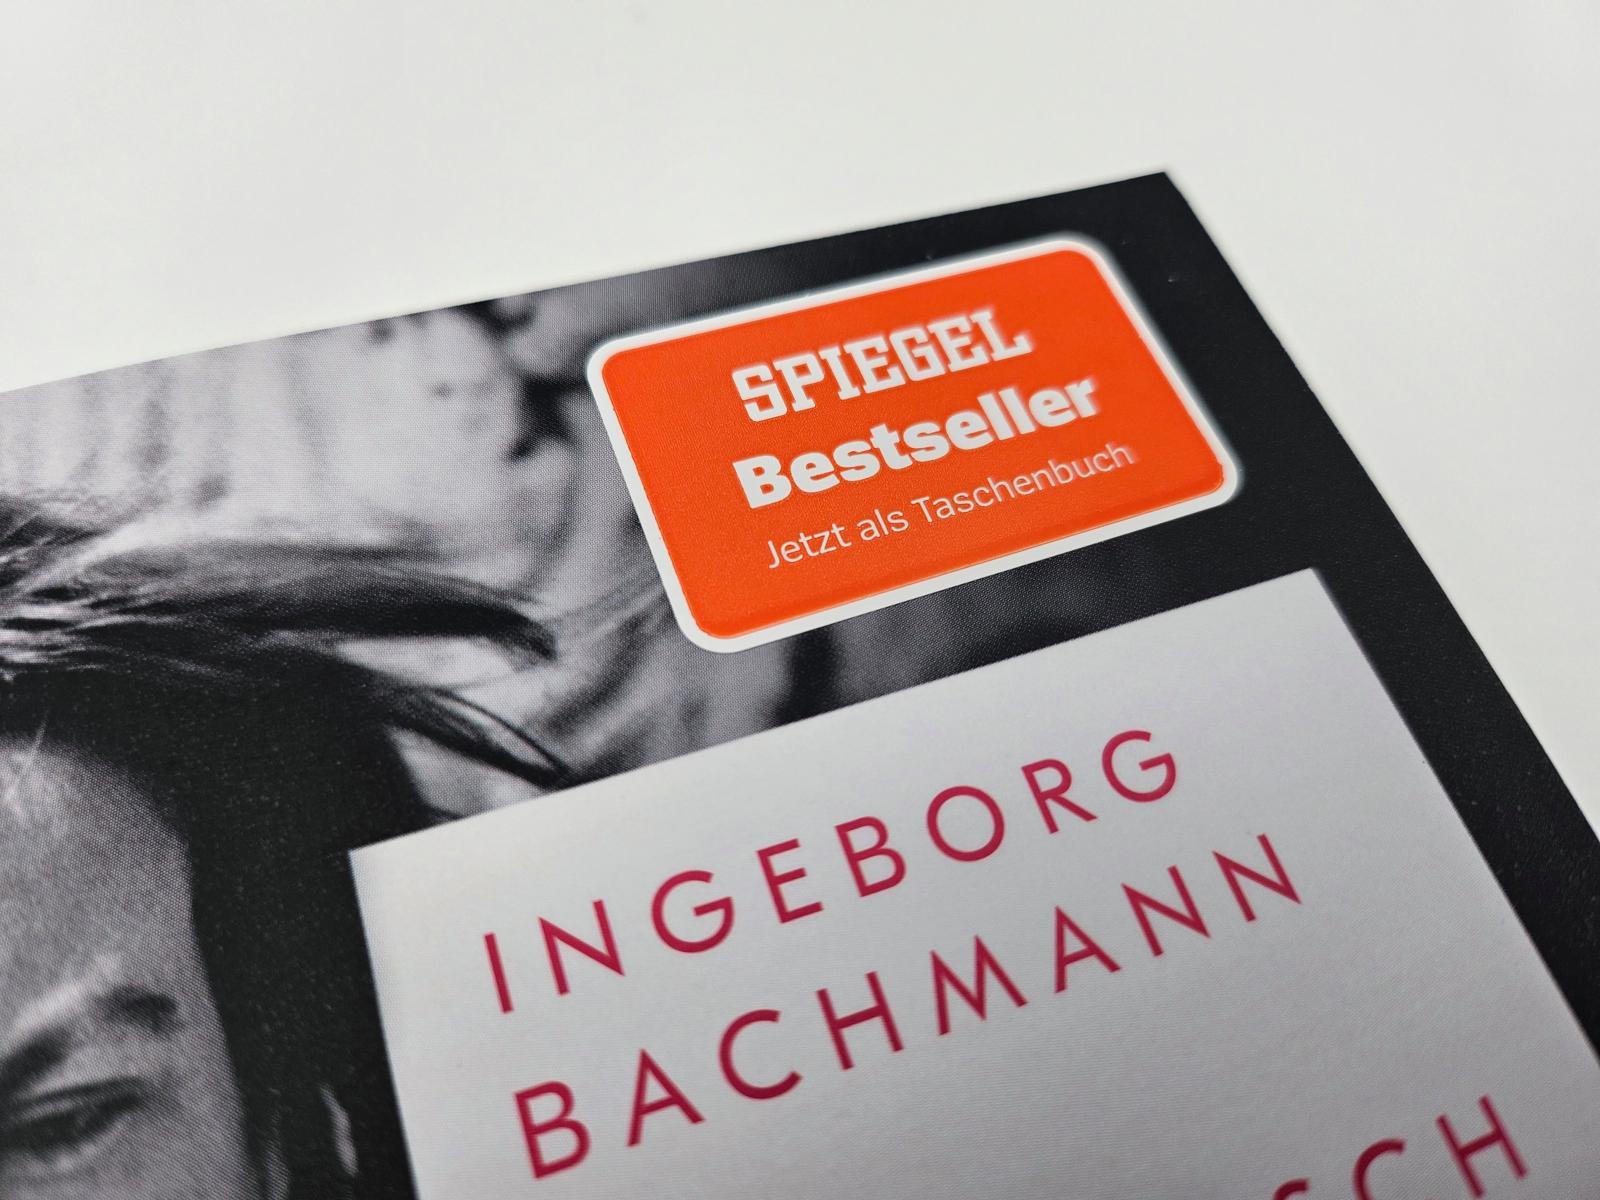 SPIEGEL
Bestseller
Jetzt als Taschenbuch
INGEBORG
BACHMANN